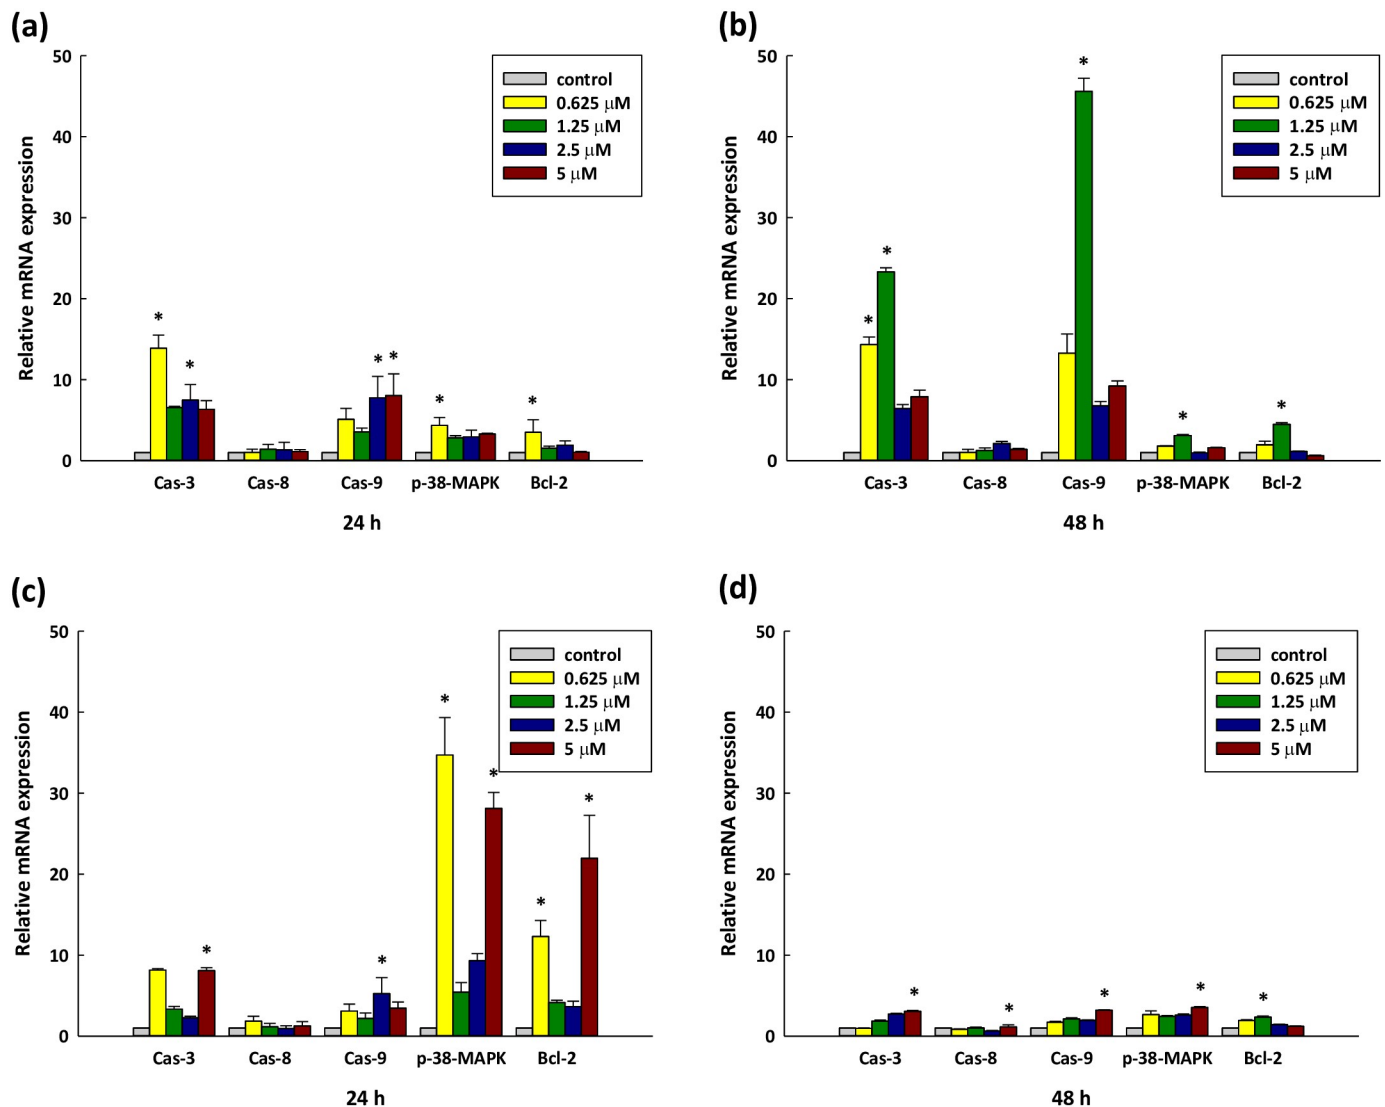 (a)
50
40
30
20
10
0
Relative mRNA expression
control
0.625 μM
1.25 μM
2.5 μM
5 μM
* * * * * *
Cas-3 Cas-8 Cas-9 p-38-MAPK Bcl-2
24 h
(b)
50
40
30
20
10
0
Relative mRNA expression
control
0.625 μM
1.25 μM
2.5 μM
5 μM
* * * * *
Cas-3 Cas-8 Cas-9 p-38-MAPK Bcl-2
48 h
(c)
50
40
30
20
10
0
Relative mRNA expression
control
0.625 μM
1.25 μM
2.5 μM
5 μM
* * * * * *
Cas-3 Cas-8 Cas-9 p-38-MAPK Bcl-2
24 h
(d)
50
40
30
20
10
0
Relative mRNA expression
control
0.625 μM
1.25 μM
2.5 μM
5 μM
* * * * *
Cas-3 Cas-8 Cas-9 p-38-MAPK Bcl-2
48 h